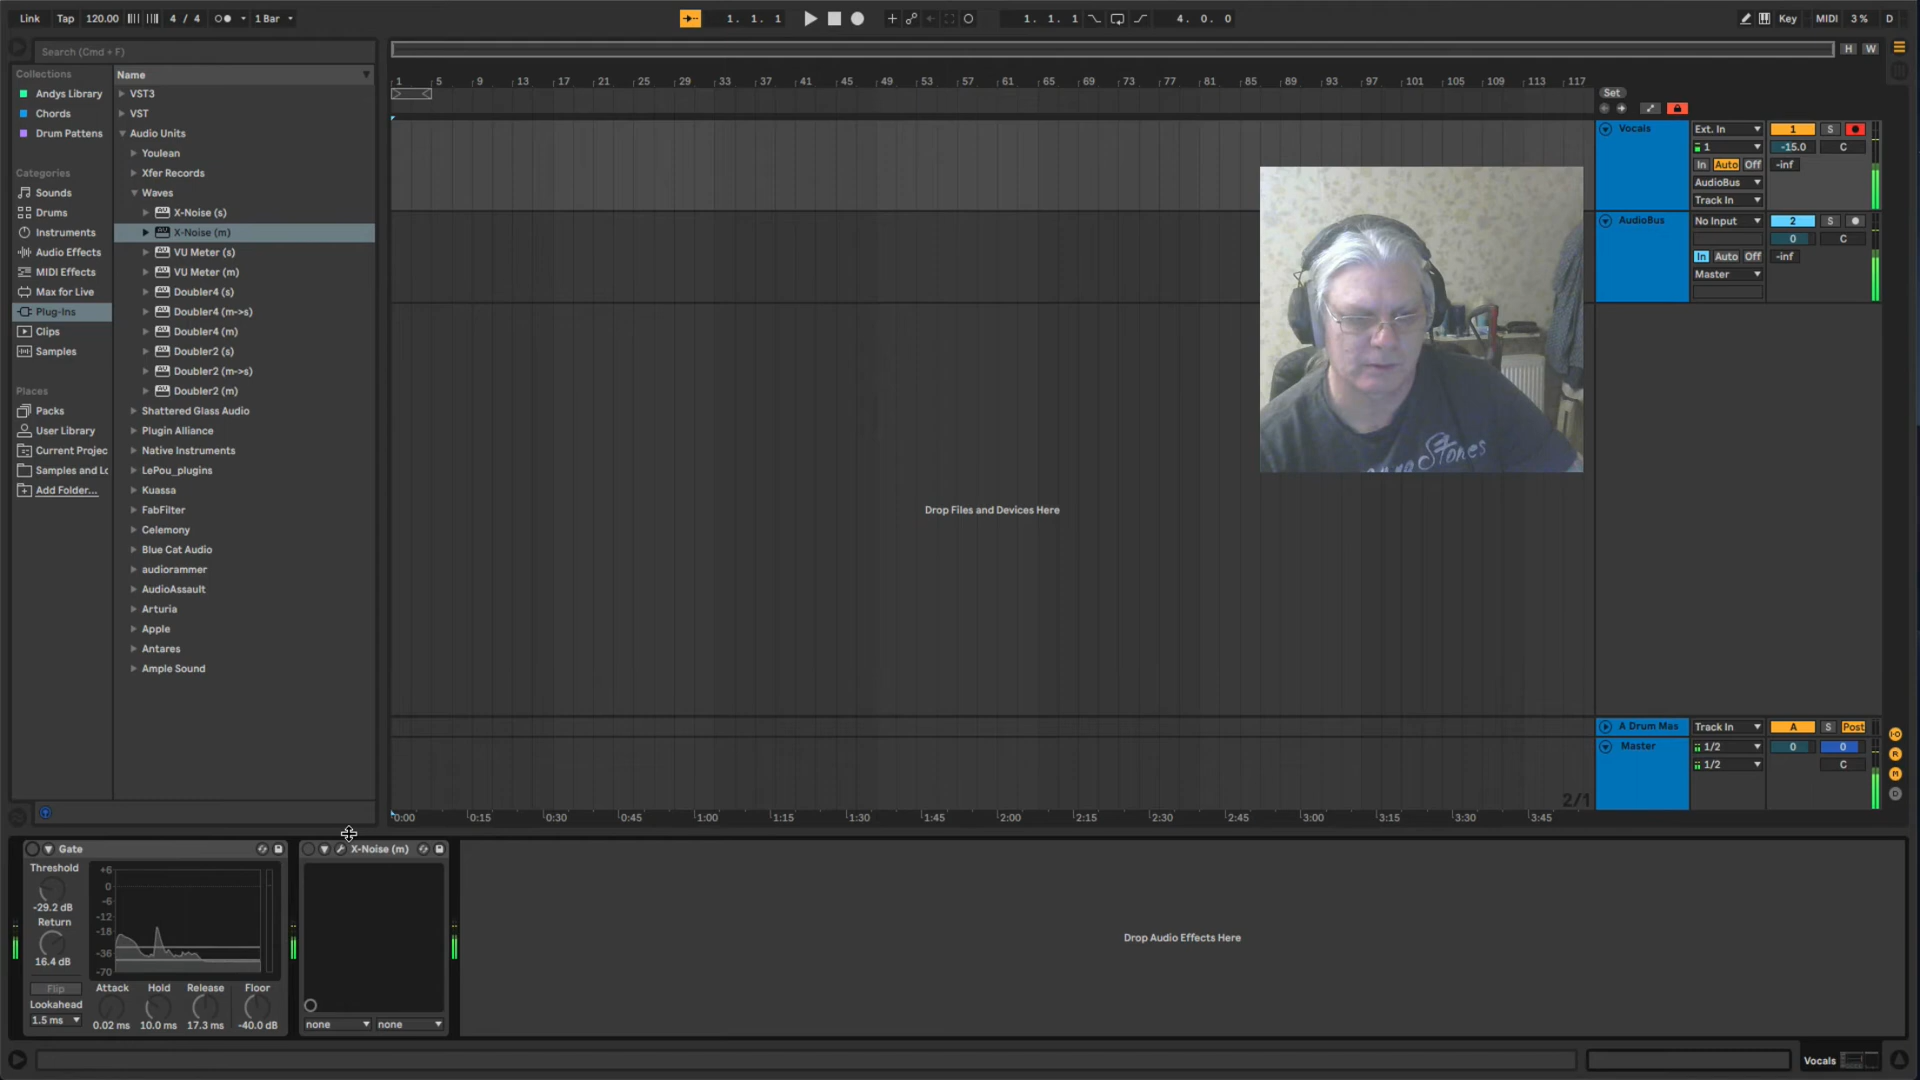 Link Tap 120.00 4 / 4 1 Bar 1. 1. 1 1. 1. 1 4. 0. 0 Key MIDI 3 % D
Search (Cmd + F)
H W
Collections
Andys Library
Chords
Drum Pattens
Categories
Sounds
Drums
Instruments
Audio Effects
MIDI Effects
Max for Live
Plug-Ins
Clips
Samples
Places
Packs
User Library
Current Projec
Samples and Lo
Add Folder...
Name
VST3
VST
Audio Units
Youlean
Xfer Records
Waves
X-Noise (s)
X-Noise (m)
VU Meter (s)
VU Meter (m)
Doubler4 (s)
Doubler4 (m->s)
Doubler4 (m)
Doubler2 (s)
Doubler2 (m->s)
Doubler2 (m)
Shattered Glass Audio
Plugin Alliance
Native Instruments
LePou_plugins
Kuassa
FabFilter
Celemony
Blue Cat Audio
audiorammer
AudioAssault
Arturia
Apple
Antares
Ample Sound
1 5 9 13 17 21 25 29 33 37 41 45 49 53 57 61 65 69 73 77 81 85 89 93 97 101 105 109 113 117
Set
Vocals Ext. In 1 S
1 -15.0 C
In Auto Off -inf
AudioBus
Track In
AudioBus No Input 2 S
0 C
In Auto Off -inf
Master
Stones
Drop Files and Devices Here
A Drum Mas Track In A S Post
Master 1/2 0 0
1/2 C
2/1
0:00 0:15 0:30 0:45 1:00 1:15 1:30 1:45 2:00 2:15 2:30 2:45 3:00 3:15 3:30 3:45
Gate
Threshold
-29.2 dB
Return
16.4 dB
Flip
Lookahead
1.5 ms
+6
0
-6
-12
-18
-36
-70
Attack Hold Release Floor
0.02 ms 10.0 ms 17.3 ms -40.0 dB
X-Noise (m)
none none
Drop Audio Effects Here
Vocals